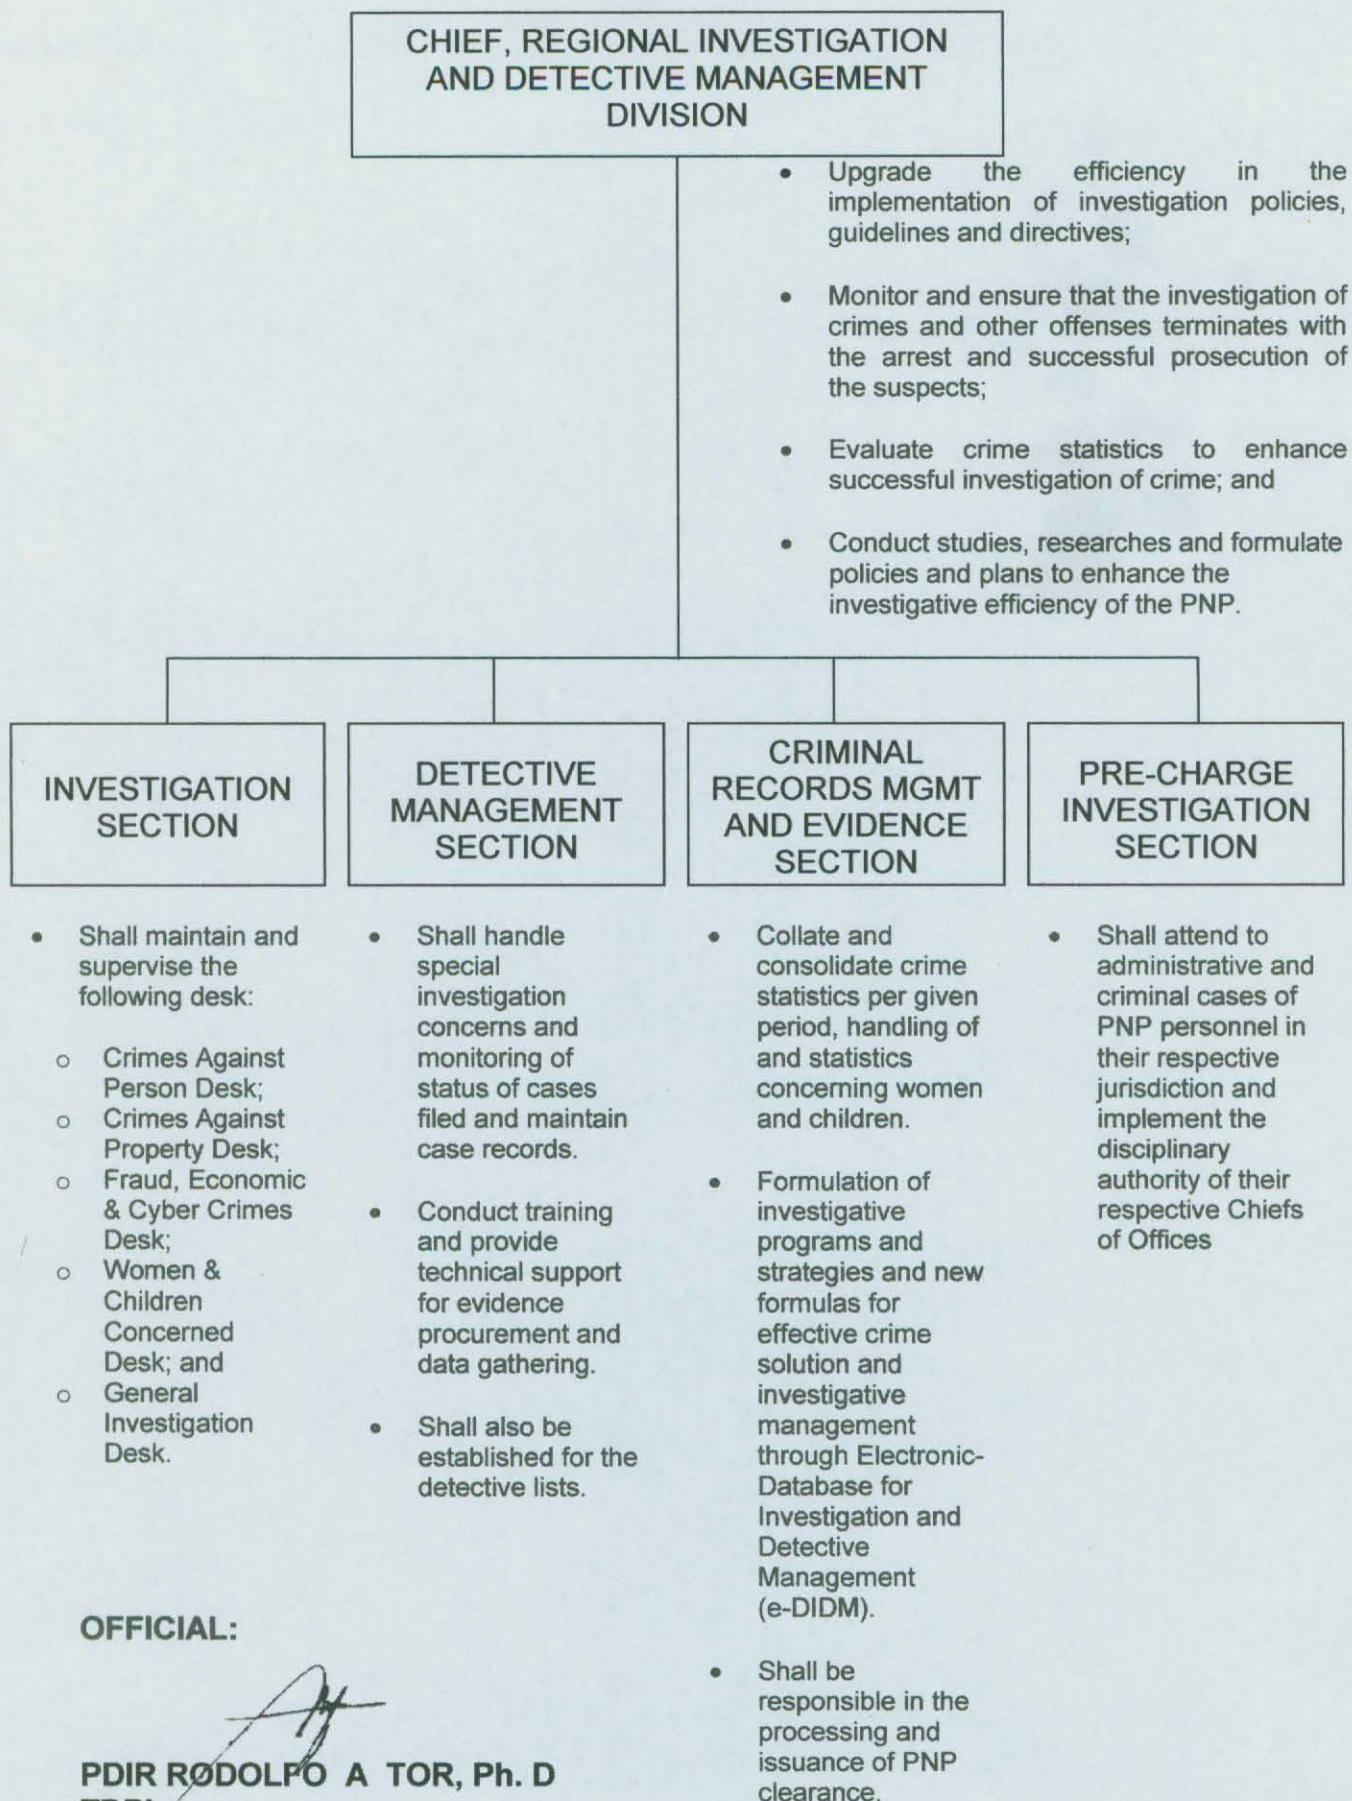 CHIEF, REGIONAL INVESTIGATION
AND DETECTIVE MANAGEMENT
DIVISION
• Upgrade the efficiency in the
implementation of investigation policies,
guidelines and directives;
• Monitor and ensure that the investigation of
crimes and other offenses terminates with
the arrest and successful prosecution of
the suspects;
• Evaluate crime statistics to enhance
successful investigation of crime; and
• Conduct studies, researches and formulate
policies and plans to enhance the
investigative efficiency of the PNP.
INVESTIGATION
SECTION
• Shall maintain and
supervise the
following desk:
o Crimes Against
Person Desk;
o Crimes Against
Property Desk;
o Fraud, Economic
& Cyber Crimes
Desk;
o Women &
Children
Concerned
Desk; and
o General
Investigation
Desk.
DETECTIVE
MANAGEMENT
SECTION
• Shall handle
special
investigation
concerns and
monitoring of
status of cases
filed and maintain
case records.
• Conduct training
and provide
technical support
for evidence
procurement and
data gathering.
• Shall also be
established for the
detective lists.
CRIMINAL
RECORDS MGMT
AND EVIDENCE
SECTION
• Collate and
consolidate crime
statistics per given
period, handling of
and statistics
concerning women
and children.
• Formulation of
investigative
programs and
strategies and new
formulas for
effective crime
solution and
investigative
management
through Electronic-
Database for
Investigation and
Detective
Management
(e-DIDM).
• Shall be
responsible in the
processing and
issuance of PNP
clearance.
PRE-CHARGE
INVESTIGATION
SECTION
• Shall attend to
administrative and
criminal cases of
PNP personnel in
their respective
jurisdiction and
implement the
disciplinary
authority of their
respective Chiefs
of Offices
OFFICIAL:
PDIR RODOLFO A TOR, Ph. D